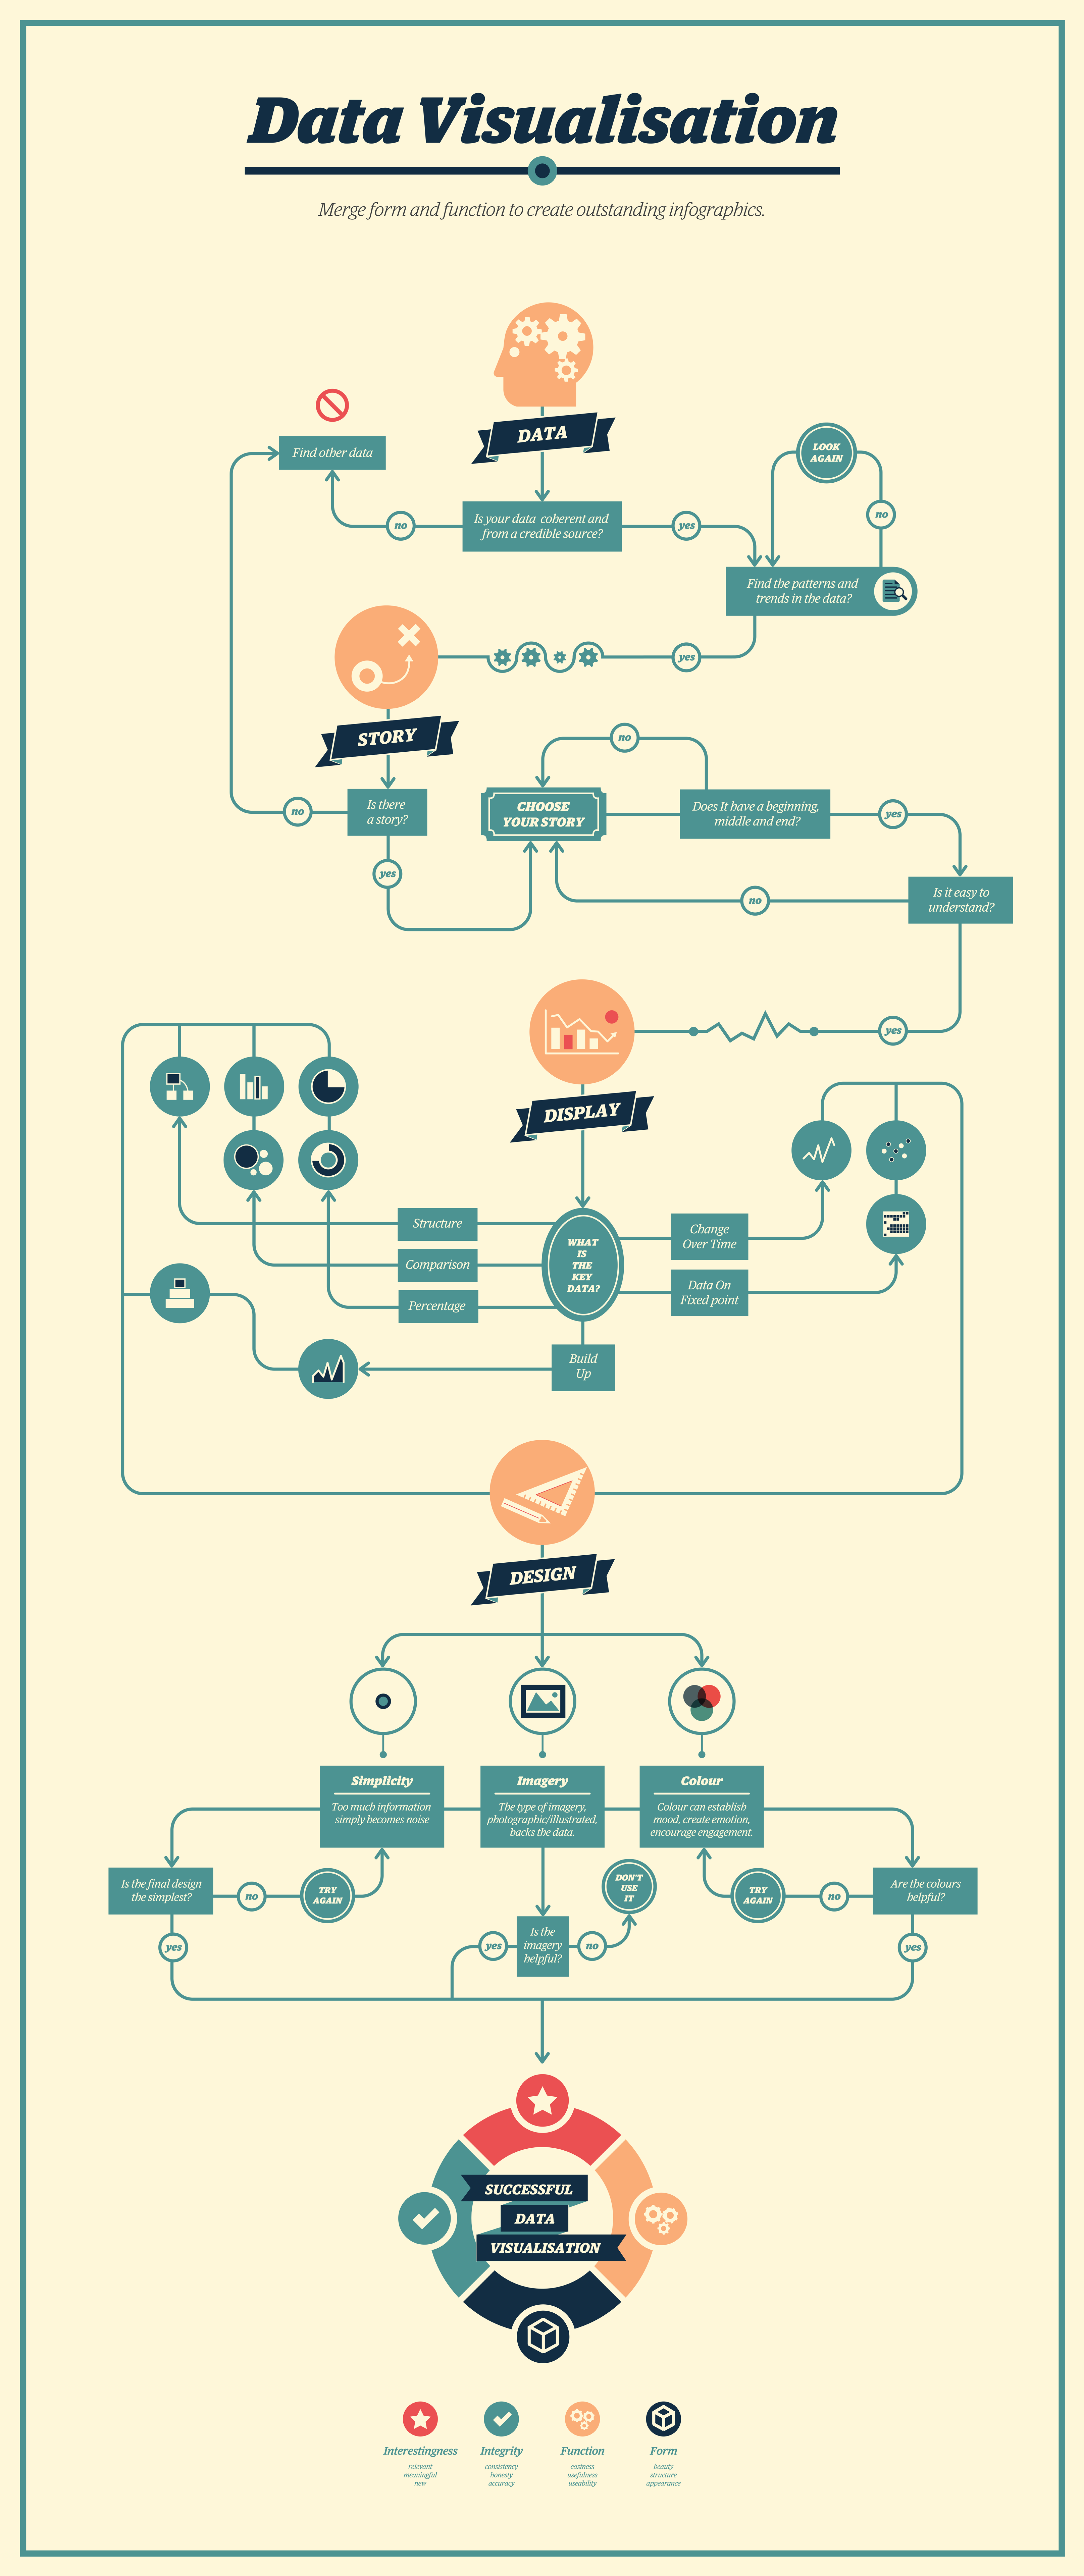 Data Visualisation
Merge form and function to create outstanding infographics.
DATA
Find other data
LOOK
AGAIN
no
Is your data coherent and
from a credible source?
yes
no
Find the patterns and
trends in the data?
yes
STORY
no
Is there
a story?
no
CHOOSE
YOUR STORY
Does It have a beginning,
middle and end?
yes
yes
no
Is it easy to
understand?
yes
DISPLAY
Structure
Comparison
Percentage
WHAT
IS
THE
KEY
DATA?
Change
Over Time
Data On
Fixed point
Build
Up
DESIGN
Simplicity
Too much information
simply becomes noise
Imagery
The type of imagery,
photographic/illustrated,
backs the data.
Colour
Colour can establish
mood, create emotion,
encourage engagement.
Is the final design
the simplest?
no
TRY
AGAIN
DON'T
USE
IT
TRY
AGAIN
no
Are the colours
helpful?
yes
yes
Is the
imagery
helpful?
no
yes
SUCCESSFUL
DATA
VISUALISATION
Interestingness
relevant
meaningful
new
Integrity
consistency
honesty
accuracy
Function
easiness
usefulness
useability
Form
beauty
structure
appearance